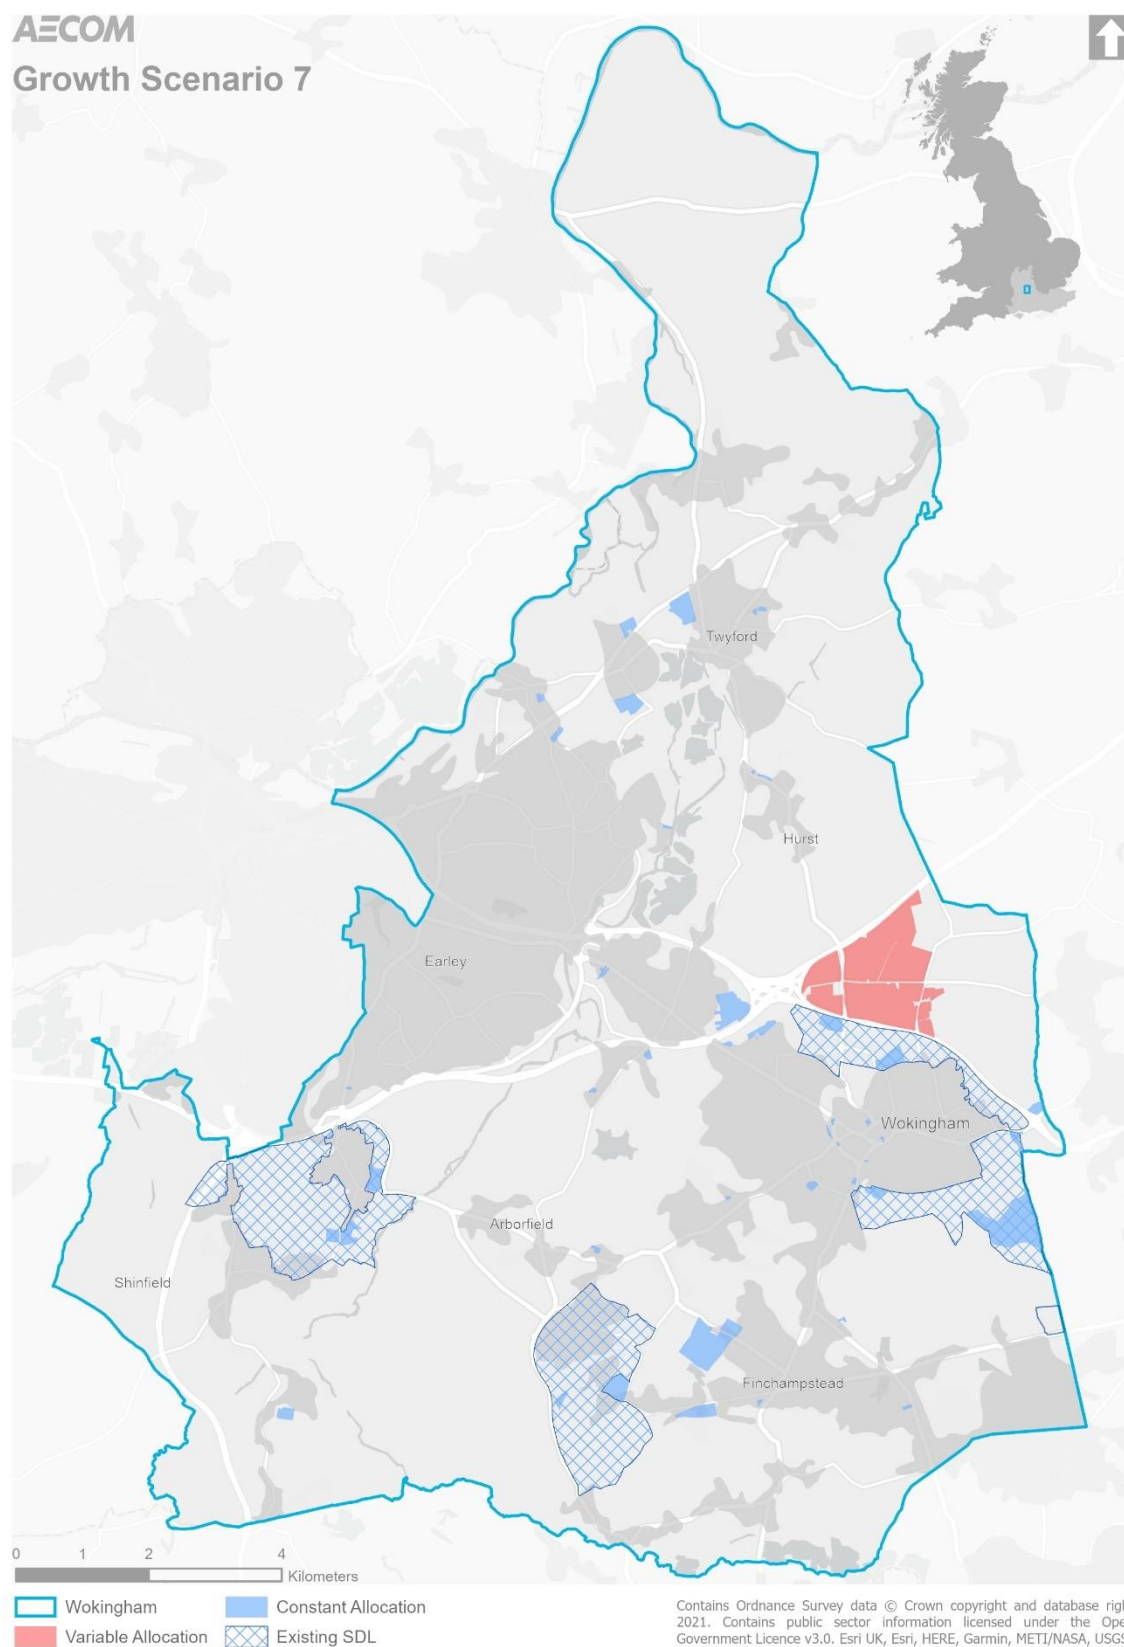 AECOM
Growth Scenario 7
Twyford
Hurst
Earley
Wokingham
Arborfield
Shinfield
Finchampstead
0 1 2 4
Kilometers
Wokingham
Constant Allocation
Variable Allocation
Existing SDL
Contains Ordnance Survey data © Crown copyright and database righ
2021. Contains public sector information licensed under the Ope
Government Licence v3.0. Esri UK, Esri, HERE, Garmin, METI/NASA, USGS